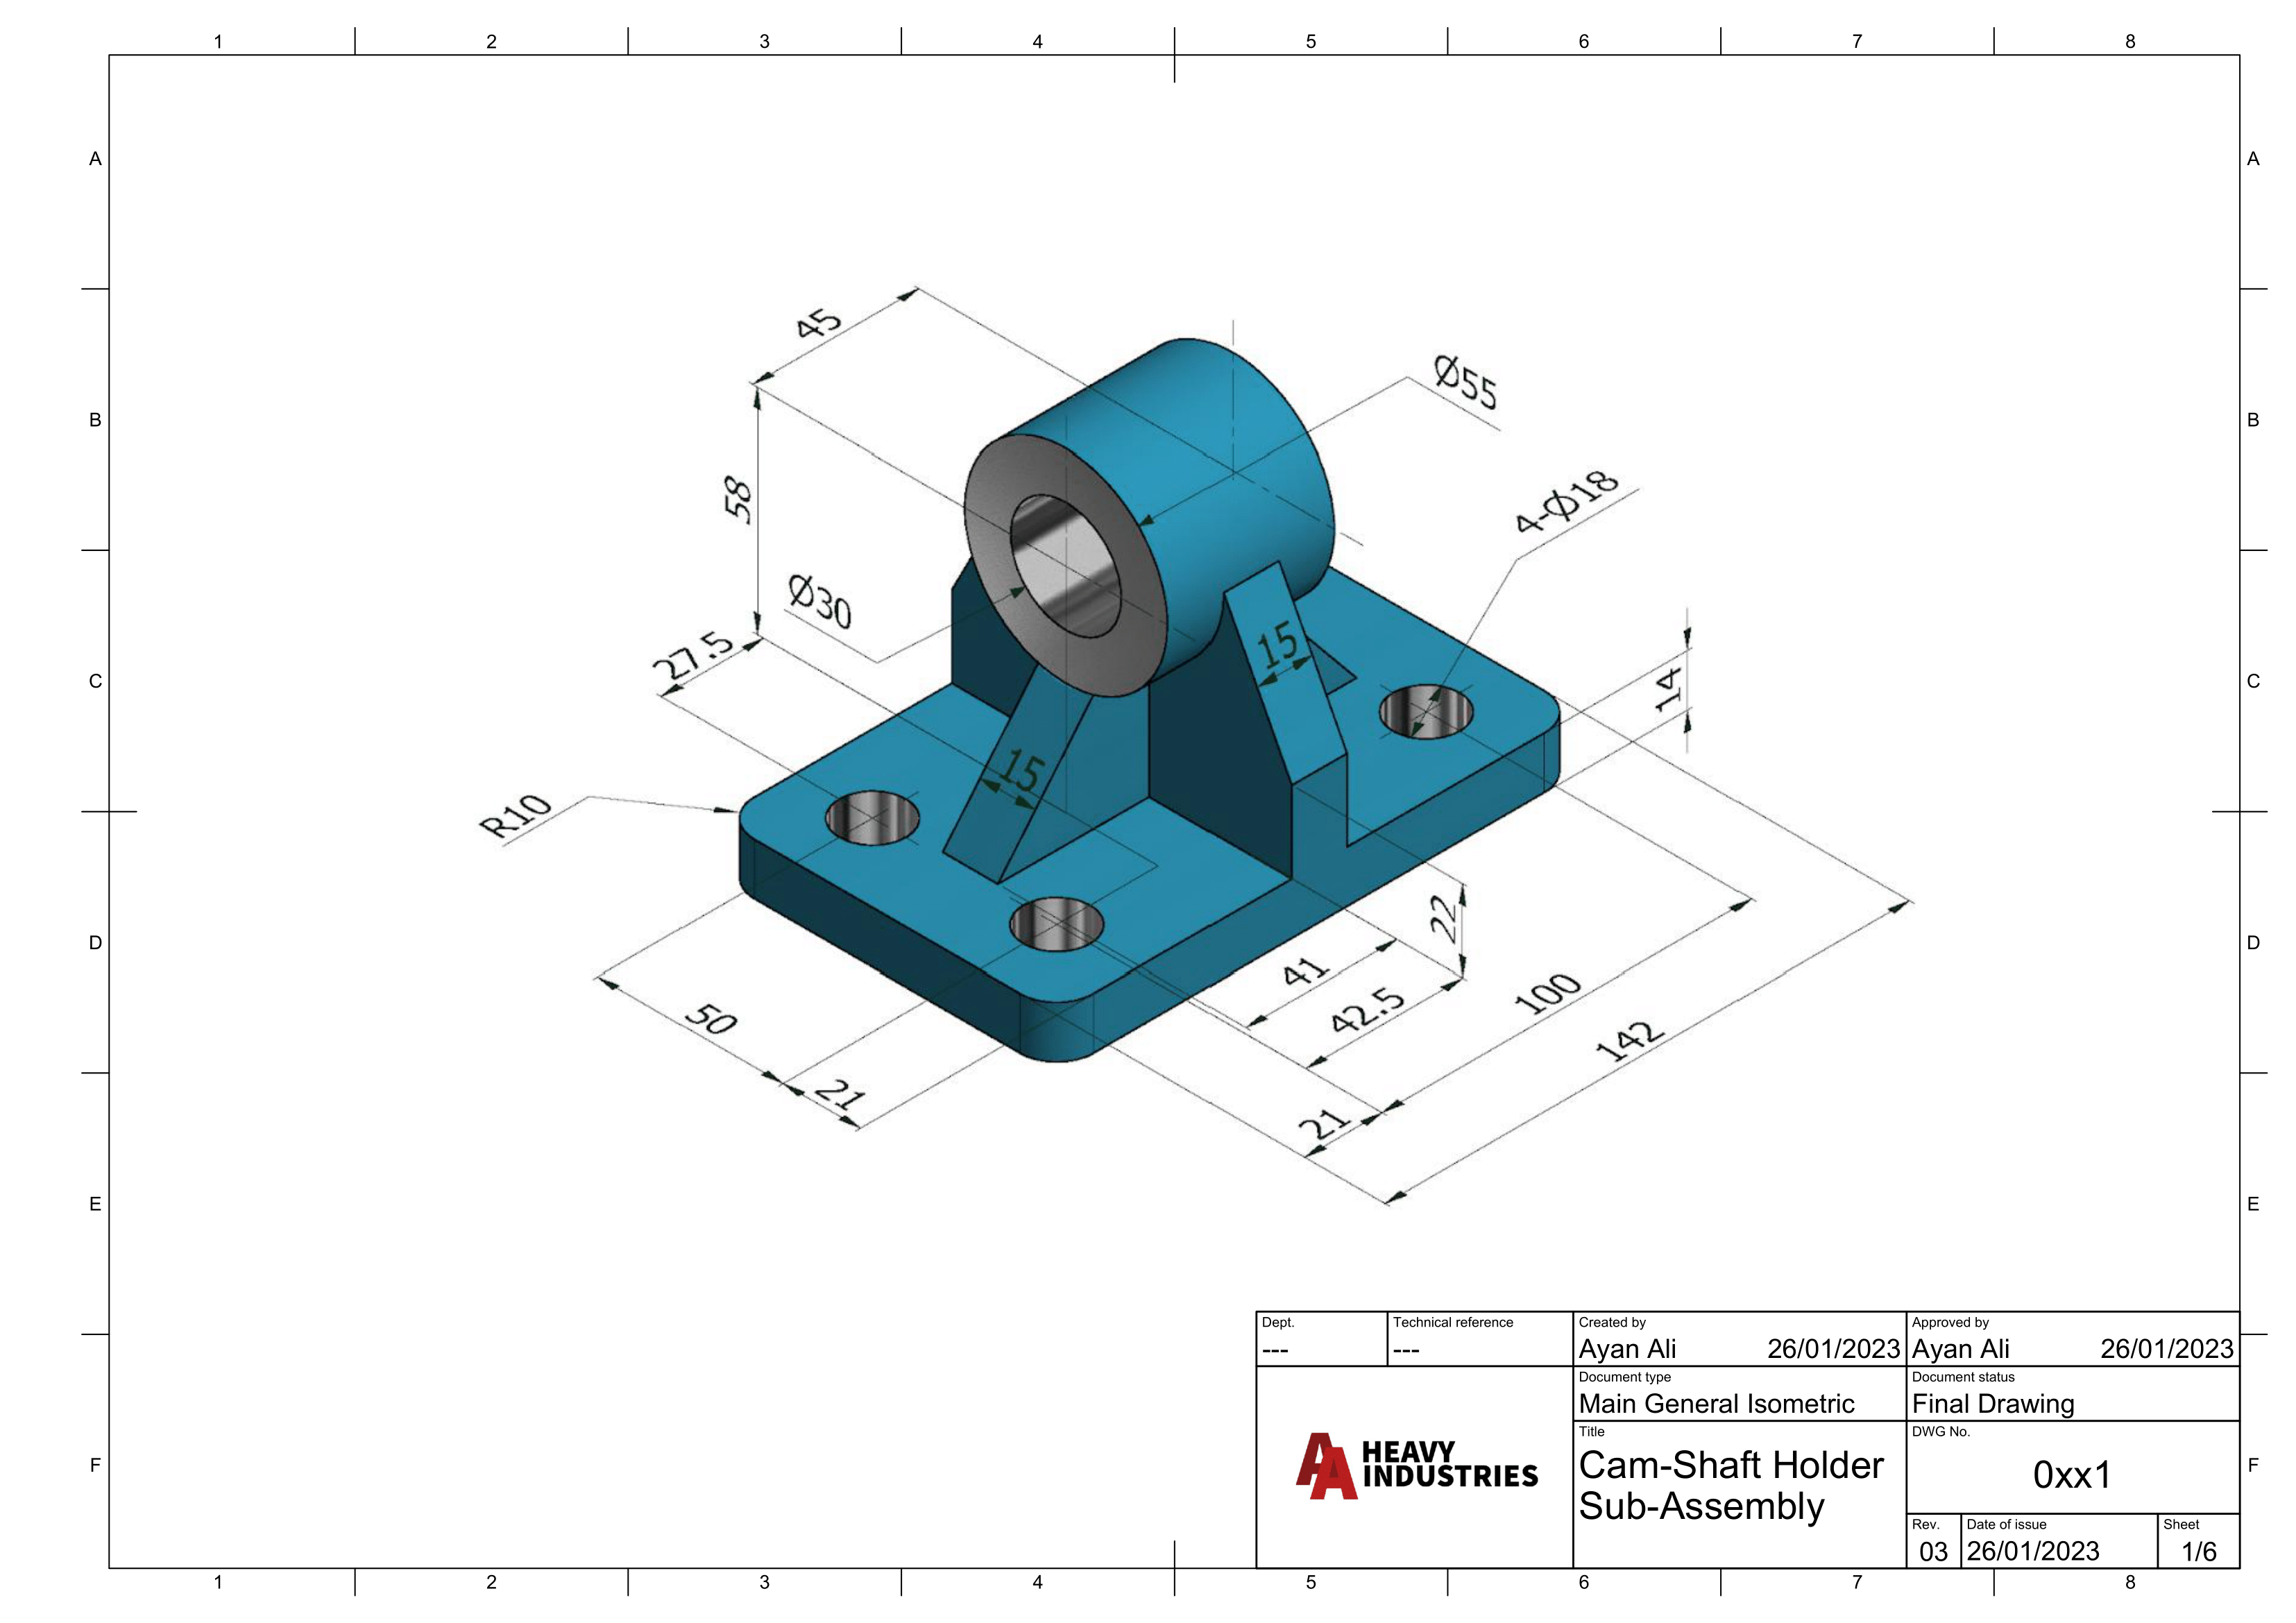 1 2 3 4 5 6 7 8
A A
45
Ø55
B B
58
4-Ø18
Ø30
27.5
15
14
C C
15
R10
22
D D
41
42.5
100
50
142
21
21
E E
Dept.
---
Technical reference
---
Created by
Ayan Ali 26/01/2023
Approved by
Ayan Ali 26/01/2023
Document type
Main General Isometric
Document status
Final Drawing
AA HEAVY
INDUSTRIES
Title
Cam-Shaft Holder
Sub-Assembly
DWG No.
0xx1
Rev.
03
Date of issue
26/01/2023
Sheet
1/6
F F
1 2 3 4 5 6 7 8